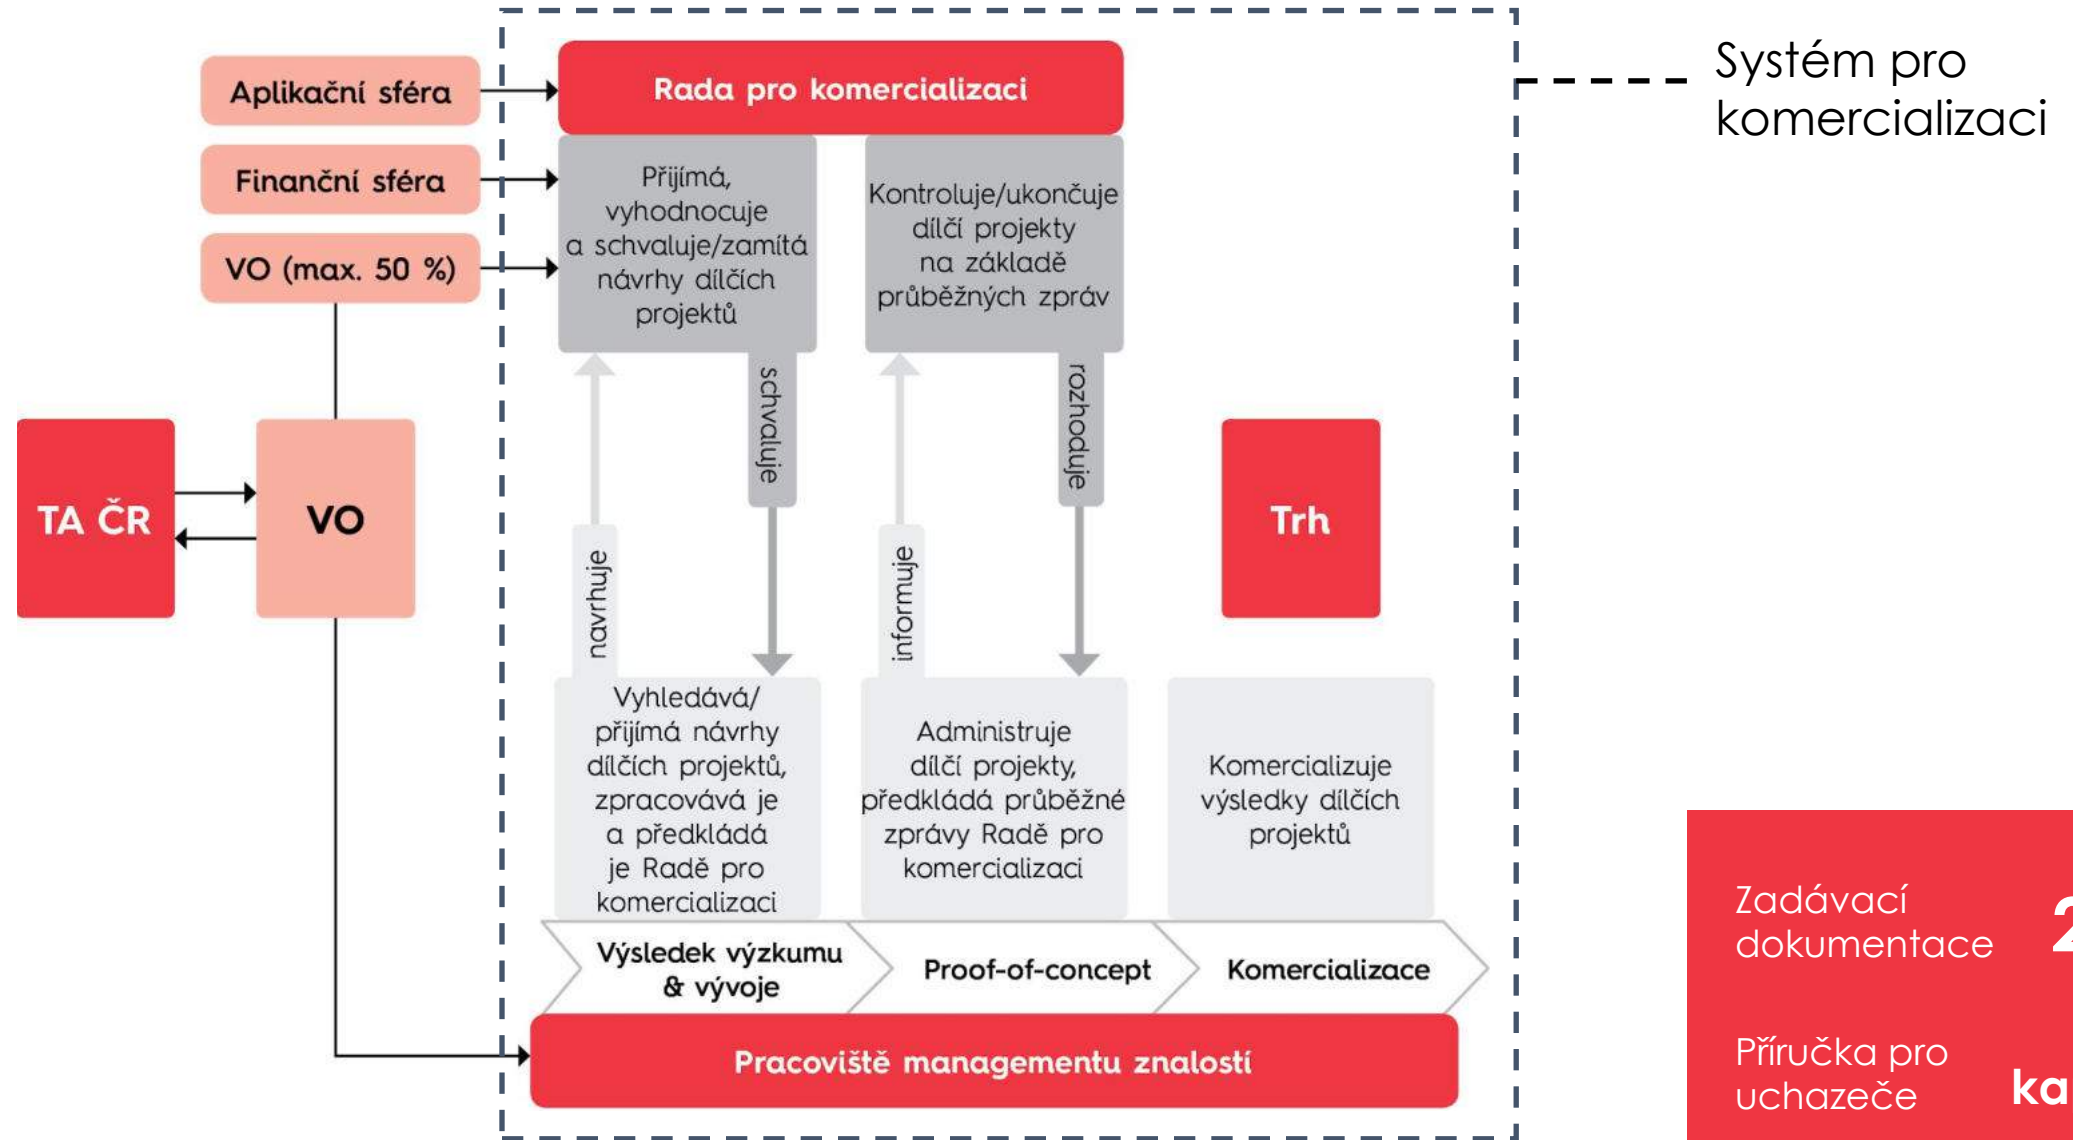 Systém pro
komercializaci
Aplikační sféra
Finanční sféra
VO (max. 50 %)
TA ČR
VO
Rada pro komercializaci
Přijímá,
vyhodnocuje
a schvaluje/zamítá
návrhy dílčích
projektů
Kontroluje/ukončuje
dílčí projekty
na základě
průběžných zpráv
navrhuje
schvaluje
informuje
rozhoduje
Trh
Vyhledává/
přijímá návrhy
dílčích projektů,
zpracovává je
a předkládá
je Radě pro
komercializaci
Administruje
dílčí projekty,
předkládá průběžné
zprávy Radě pro
komercializaci
Komercializuje
výsledky dílčích
projektů
Výsledek výzkumu
& vývoje
Proof-of-concept
Komercializace
Pracoviště managementu znalostí
Zadávací
dokumentace
Příručka pro
uchazeče